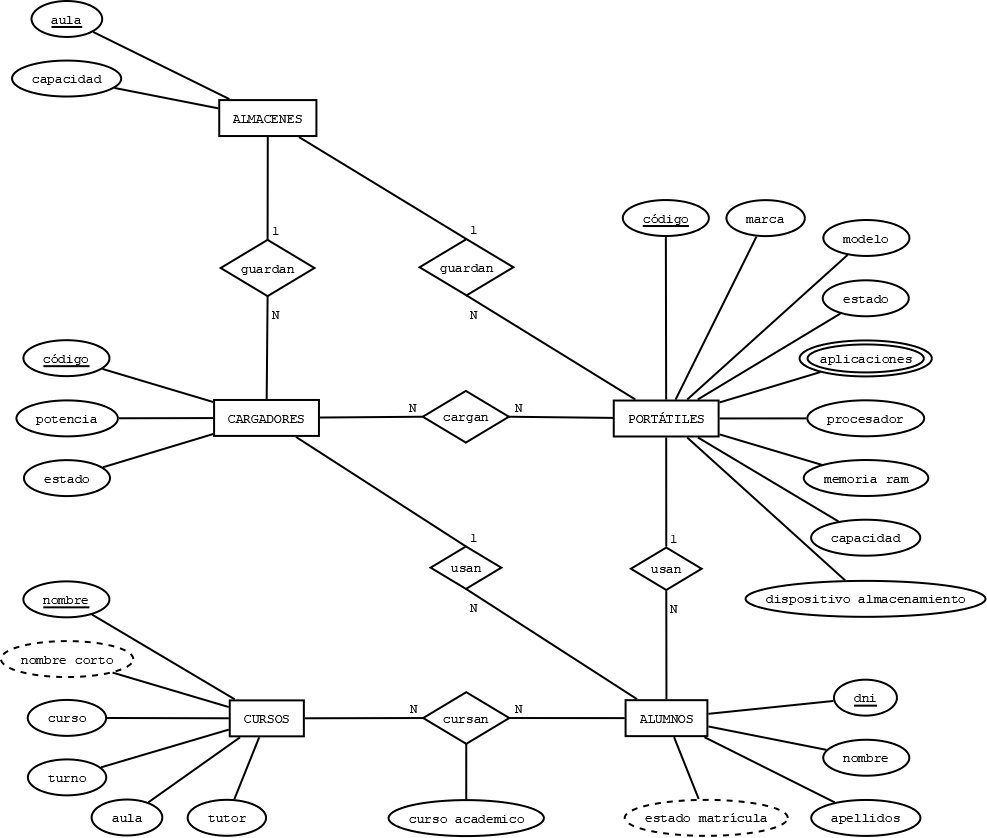 aula
capacidad
ALMACENES
1
1
guardan
guardan
N
N
código
marca
modelo
estado
aplicaciones
procesador
memoria ram
capacidad
dispositivo almacenamiento
código
potencia
estado
CARGADORES
N
cargan
N
PORTÁTILES
1
usan
N
1
usan
N
nombre
nombre corto
curso
turno
aula
tutor
CURSOS
N
cursan
N
ALUMNOS
curso academico
dni
nombre
apellidos
estado matrícula